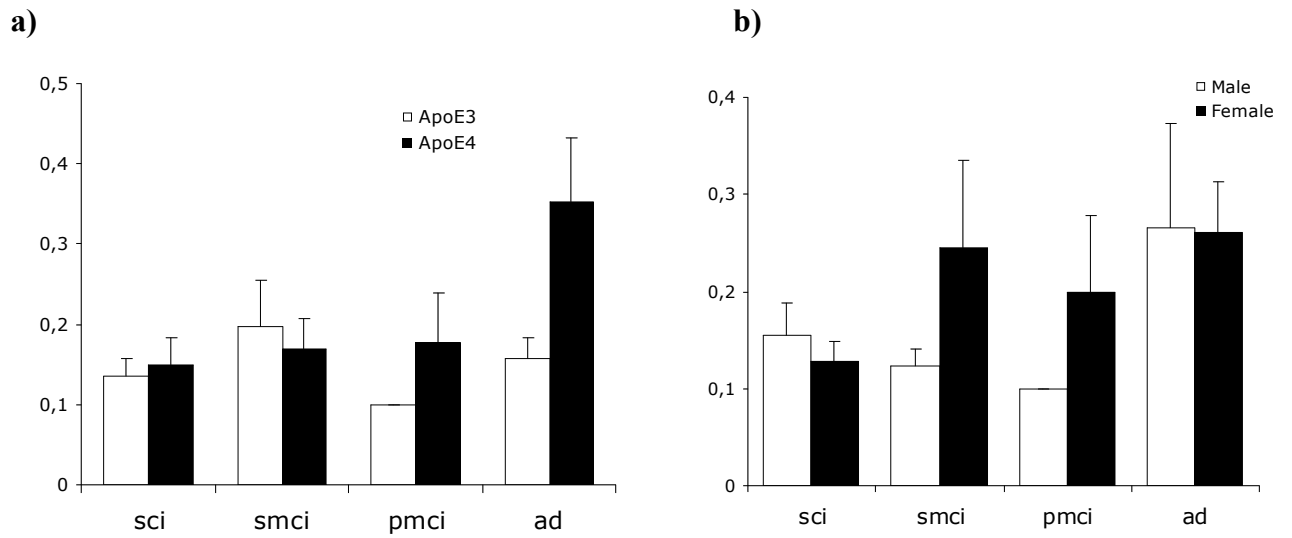 a)
0,5
0,4
0,3
0,2
0,1
0
ApoE3
ApoE4
sci smci pmci ad
b)
0,4
0,3
0,2
0,1
0
Male
Female
sci smci pmci ad